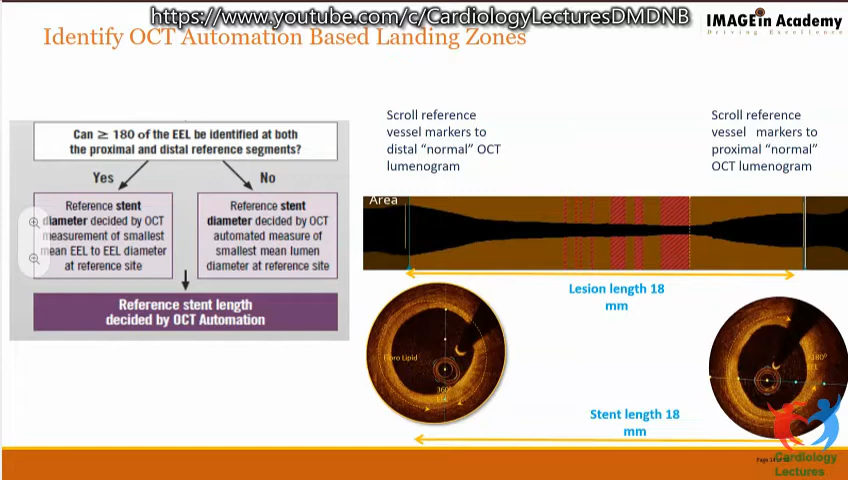 https://www.youtube.com/c/CardiologyLecturesDMDNB
IMAGEin Academy
Driving Excellence
Identify OCT Automation Based Landing Zones
Can ≥ 180 of the EEL be identified at both
the proximal and distal reference segments?
Yes
No
Reference stent
diameter decided by OCT
measurement of smallest
mean EEL to EEL diameter
at reference site
Reference stent
diameter decided by OCT
automated measure of
smallest mean lumen
diameter at reference site
Reference stent length
decided by OCT Automation
Scroll reference
vessel markers to
distal “normal” OCT
lumenogram
Scroll reference
vessel markers to
proximal “normal”
OCT lumenogram
Area
Lesion length 18
mm
Fibro Lipid
360°
>180°
EEL
Stent length 18
mm
Cardiology
Lectures